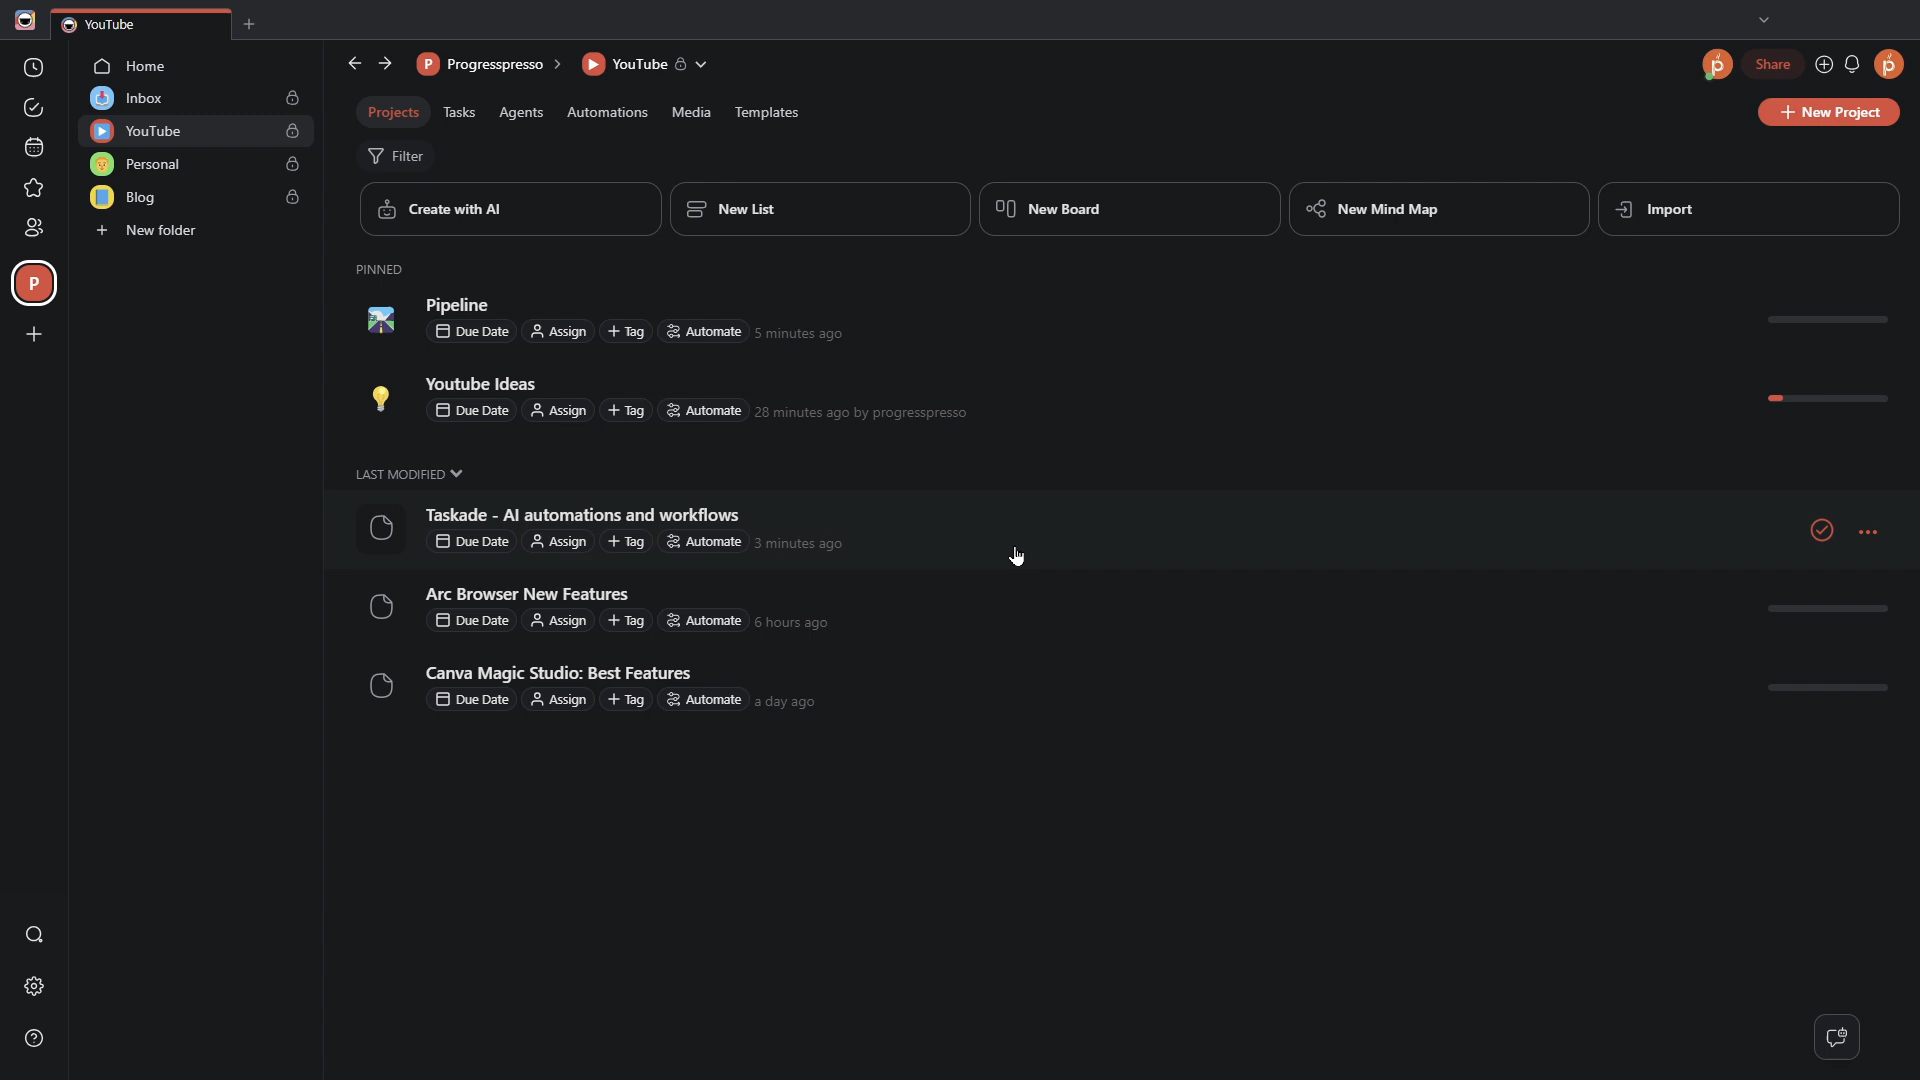 YouTube
Home
Inbox
YouTube
Personal
Blog
New folder
P
P Progresspresso > YouTube
Share
Projects Tasks Agents Automations Media Templates
+ New Project
Filter
Create with AI
New List
New Board
New Mind Map
Import
PINNED
Pipeline
Due Date Assign + Tag Automate 5 minutes ago
Youtube Ideas
Due Date Assign + Tag Automate 28 minutes ago by progresspresso
LAST MODIFIED
Taskade - AI automations and workflows
Due Date Assign + Tag Automate 3 minutes ago
Arc Browser New Features
Due Date Assign + Tag Automate 6 hours ago
Canva Magic Studio: Best Features
Due Date Assign + Tag Automate a day ago